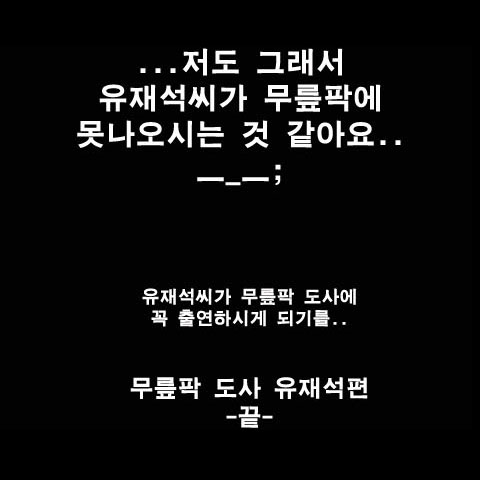 ...저도 그래서
유재석씨가 무릎팍에
못나오시는 것 같아요..
ㅡ_ㅡ;
유재석씨가 무릎팍 도사에
꼭 출연하시게 되기를..
무릎팍 도사 유재석편
-끝-